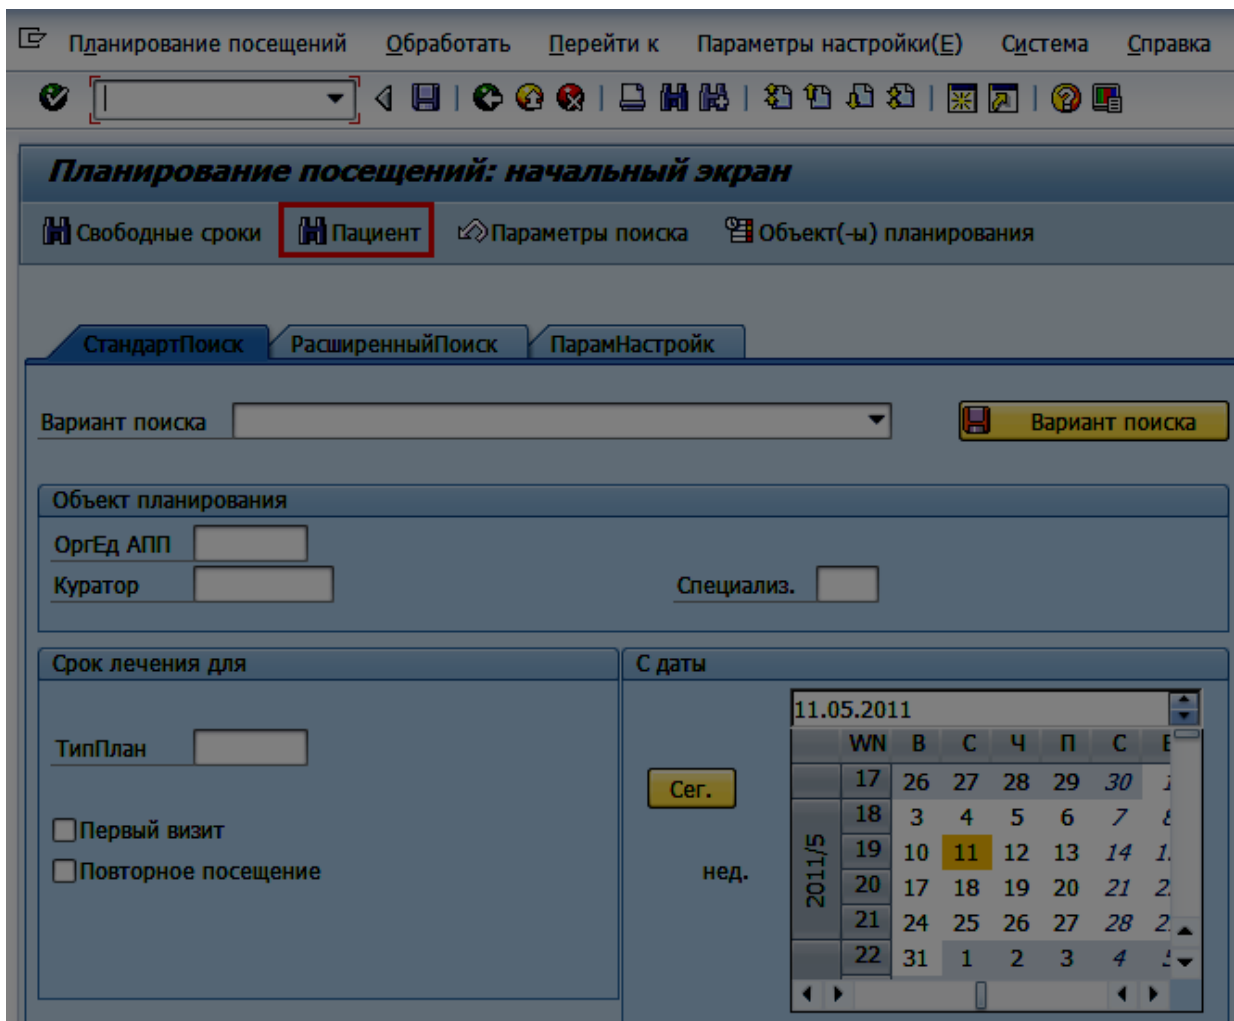 Планирование посещений Обработать Перейти к Параметры настройки(Е) Система Справка
Планирование посещений: начальный экран
Свободные сроки Пациент Параметры поиска Объект(-ы) планирования
СтандартПоиск РасширенныйПоиск ПарамНастройк
Вариант поиска Вариант поиска
Объект планирования
ОргЕд АПП
Куратор Специализ.
Срок лечения для С даты
11.05.2011
ТипПлан WN В С Ч П С
Сег. 17 26 27 28 29 30
Первый визит 18 3 4 5 6 7
2011/5 19 10 11 12 13 14
Повторное посещение нед. 20 17 18 19 20 21
21 24 25 26 27 28
22 31 1 2 3 4